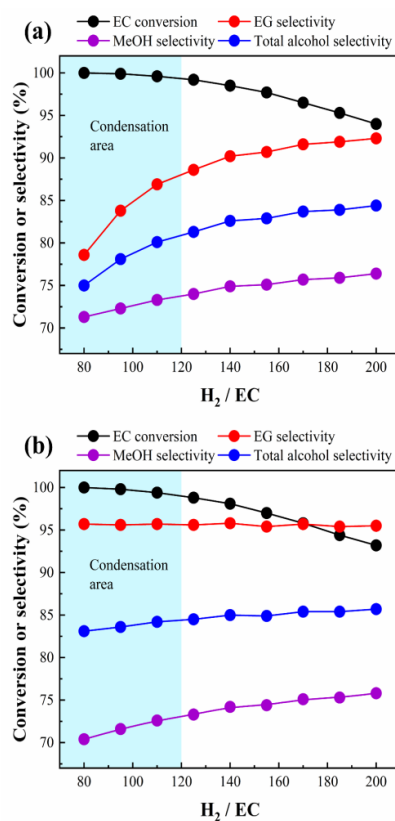 (a)
EC conversion EG selectivity
MeOH selectivity Total alcohol selectivity
Conversion or selectivity (%)
100
95
90
85
80
75
70
Condensation
area
80 100 120 140 160 180 200
H₂ / EC
(b)
EC conversion EG selectivity
MeOH selectivity Total alcohol selectivity
Conversion or selectivity (%)
100
95
90
85
80
75
70
Condensation
area
80 100 120 140 160 180 200
H₂ / EC